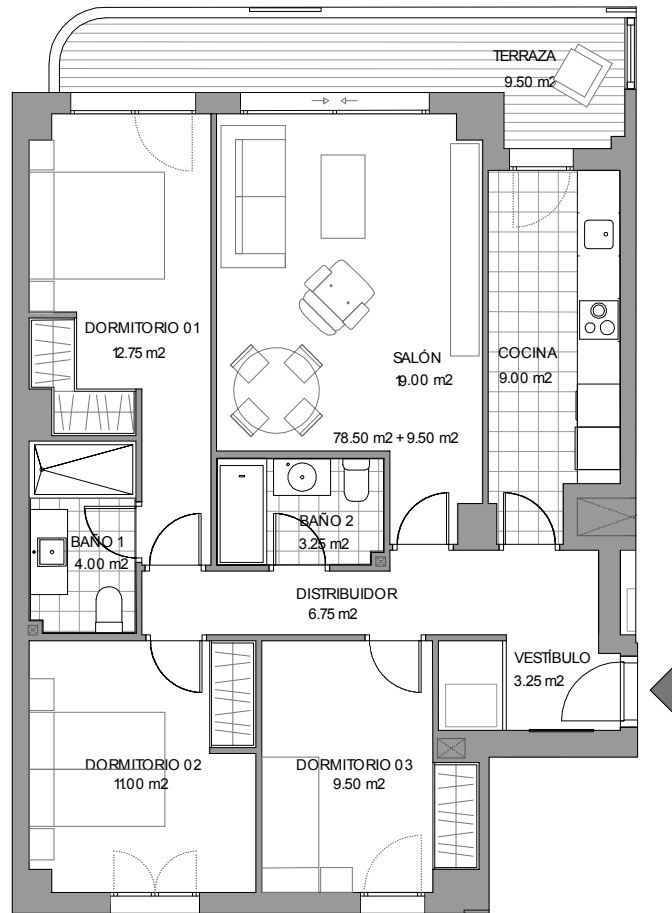 TERRAZA
9.50 m2
DORMITORIO 01
12.75 m2
SALÓN
19.00 m2
COCINA
9.00 m2
78.50 m2 + 9.50 m2
BAÑO 1
4.00 m2
BAÑO 2
3.25 m2
DISTRIBUIDOR
6.75 m2
VESTÍBULO
3.25 m2
DORMITORIO 02
11.00 m2
DORMITORIO 03
9.50 m2